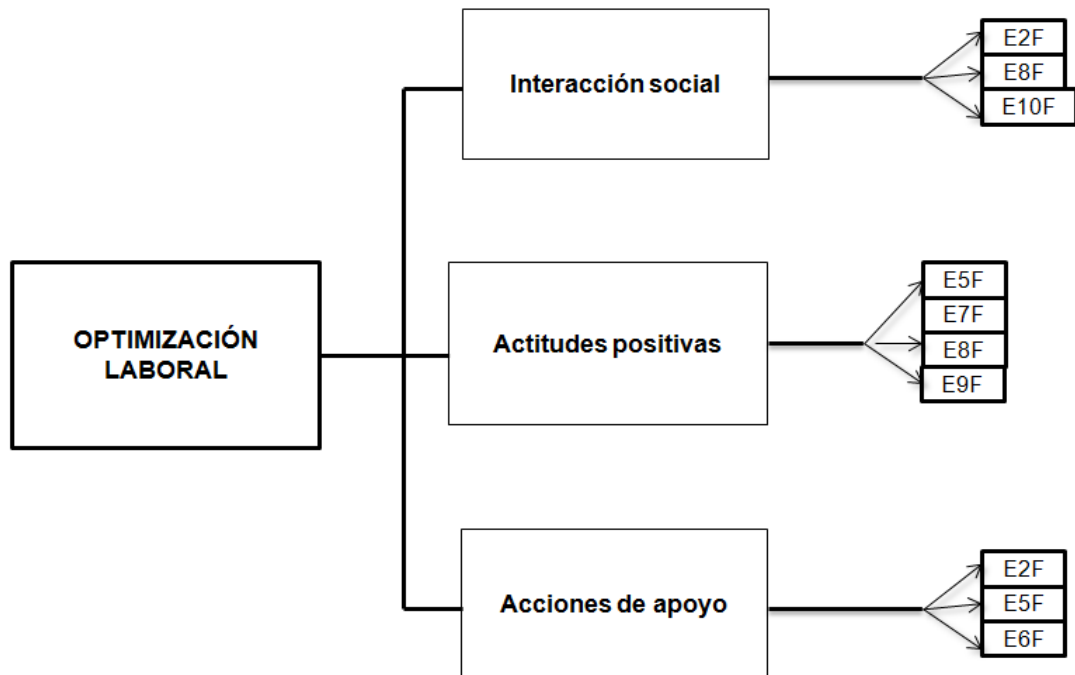 Interacción social
E2F
E8F
E10F
OPTIMIZACIÓN
LABORAL
Actitudes positivas
E5F
E7F
E8F
E9F
Acciones de apoyo
E2F
E5F
E6F